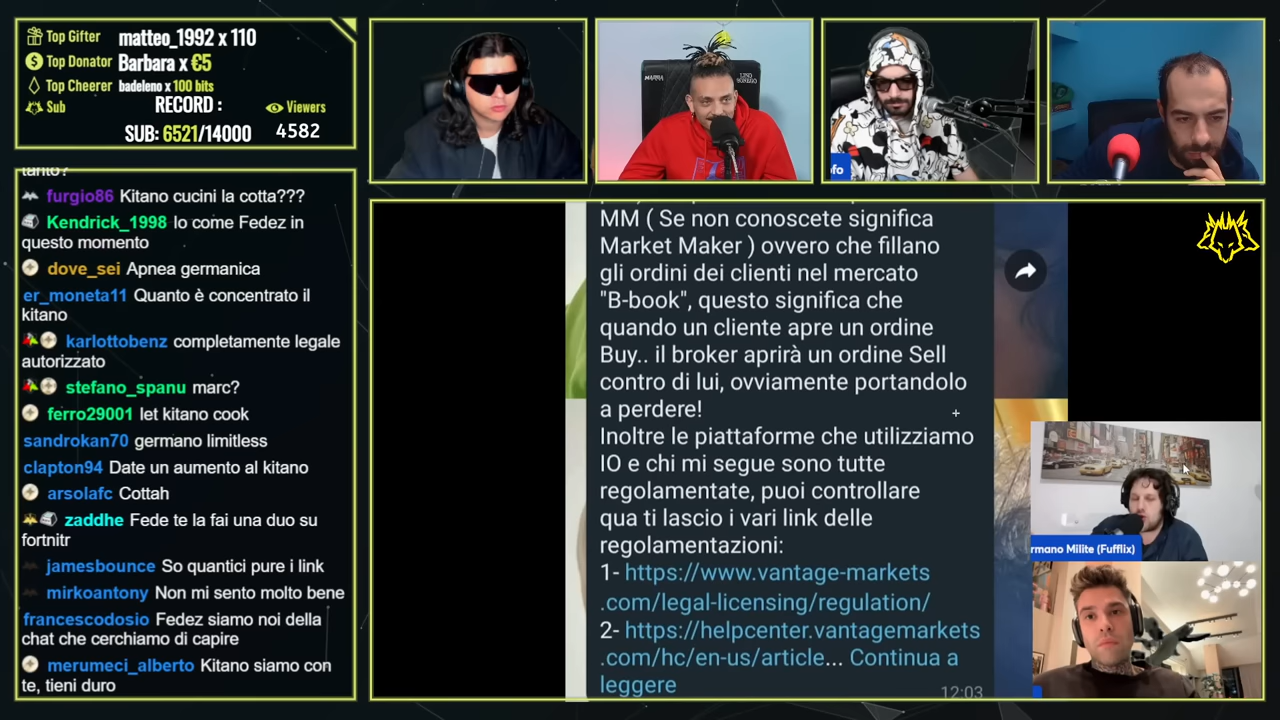 Top Gifter matteo_1992 x 110
Top Donator Barbara x €5
Top Cheerer badeleno x 100 bits
Sub RECORD : Viewers
SUB: 6521/14000 4582
tanto?
furgio86 Kitano cucini la cotta???
Kendrick_1998 Io come Fedez in
questo momento
dove_sei Apnea germanica
er_moneta11 Quanto è concentrato il
kitano
karlottobenz completamente legale
autorizzato
stefano_spanu marc?
ferro29001 let kitano cook
sandrokan70 germano limitless
clapton94 Date un aumento al kitano
arsolafc Cottah
zaddhe Fede te la fai una duo su
fortnitr
jamesbounce So quantici pure i link
mirkoantony Non mi sento molto bene
francescodosio Fedez siamo noi della
chat che cerchiamo di capire
merumeci_alberto Kitano siamo con
te, tieni duro
MM ( Se non conoscete significa
Market Maker ) ovvero che fillano
gli ordini dei clienti nel mercato
"B-book", questo significa che
quando un cliente apre un ordine
Buy.. il broker aprirà un ordine Sell
contro di lui, ovviamente portandolo
a perdere!
Inoltre le piattaforme che utilizziamo
IO e chi mi segue sono tutte
regolamentate, puoi controllare
qua ti lascio i vari link delle
regolamentazioni:
1- https://www.vantage-markets
.com/legal-licensing/regulation/
2- https://helpcenter.vantagemarkets
.com/hc/en-us/article... Continua a
leggere
12:03
rmano Milite (Fufflix)